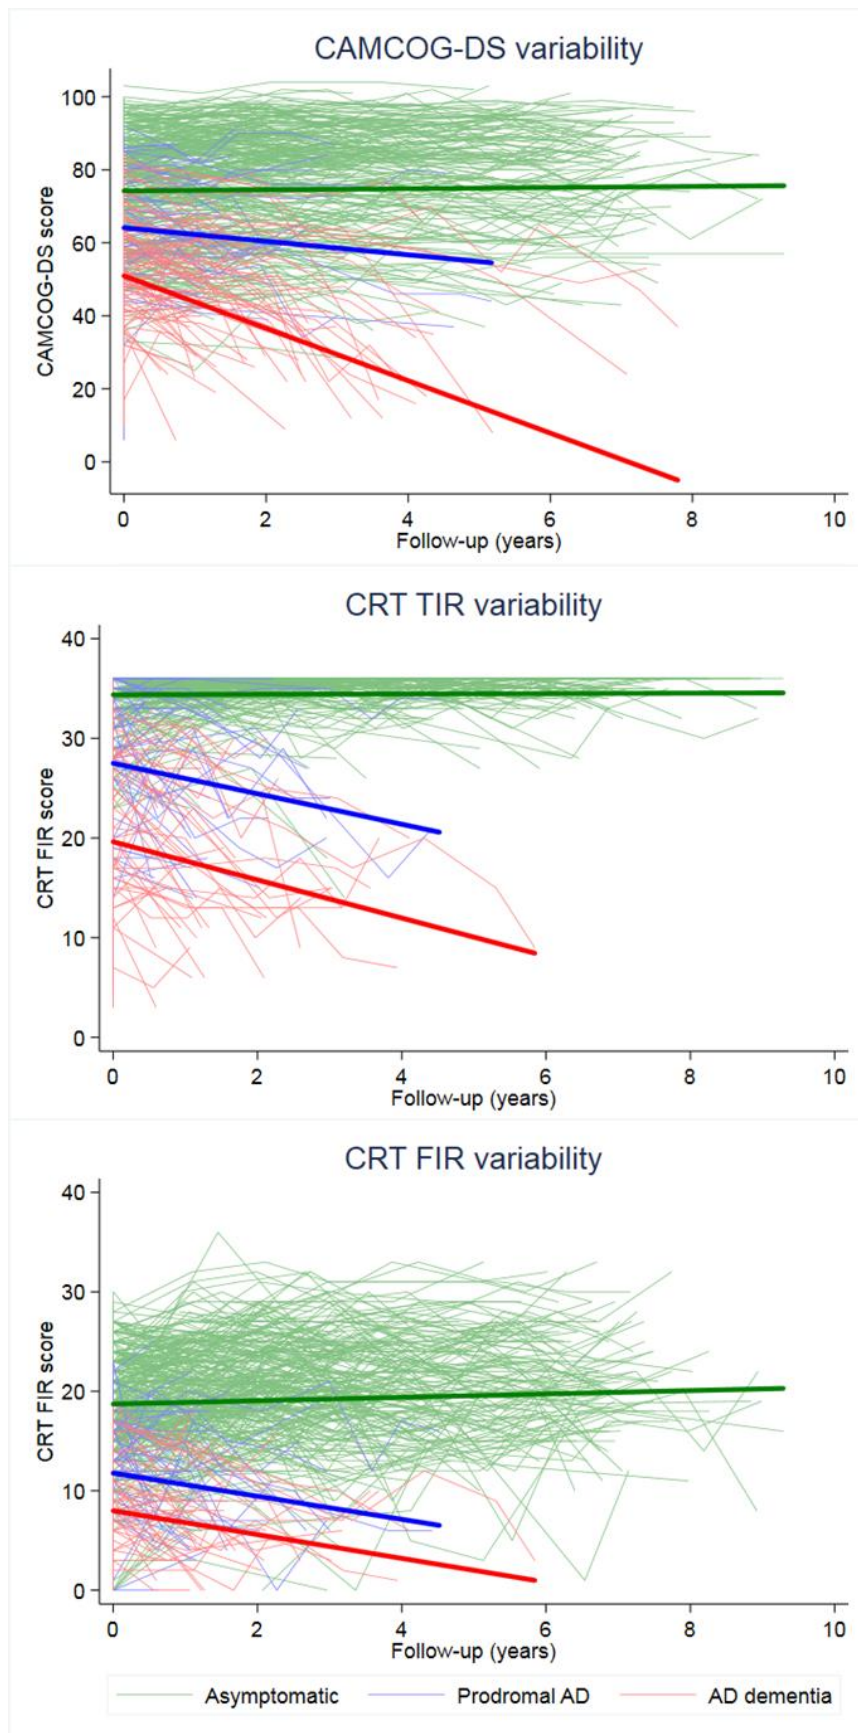 CAMCOG-DS variability
CAMCOG-DS score
100
80
60
40
20
0
0 2 4 6 8 10
Follow-up (years)
CRT TIR variability
CRT FIR score
40
30
20
10
0
0 2 4 6 8 10
Follow-up (years)
CRT FIR variability
CRT FIR score
40
30
20
10
0
0 2 4 6 8 10
Follow-up (years)
Asymptomatic Prodromal AD AD dementia